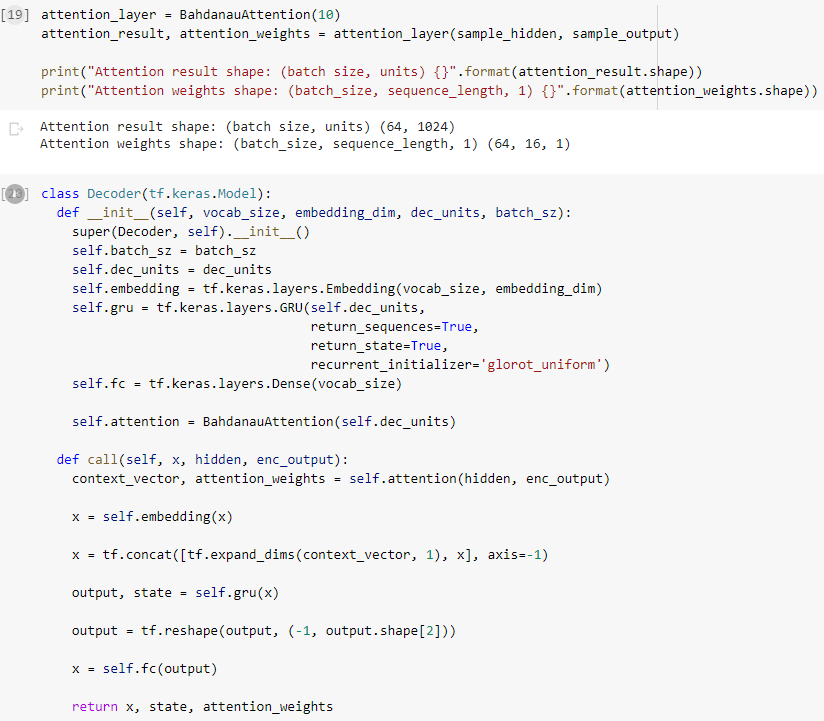 [19] attention_layer = BahdanauAttention(10)
attention_result, attention_weights = attention_layer(sample_hidden, sample_output)
print("Attention result shape: (batch size, units) {}".format(attention_result.shape))
print("Attention weights shape: (batch_size, sequence_length, 1) {}".format(attention_weights.shape))
Attention result shape: (batch size, units) (64, 1024)
Attention weights shape: (batch_size, sequence_length, 1) (64, 16, 1)
class Decoder(tf.keras.Model):
def __init__(self, vocab_size, embedding_dim, dec_units, batch_sz):
super(Decoder, self).__init__()
self.batch_sz = batch_sz
self.dec_units = dec_units
self.embedding = tf.keras.layers.Embedding(vocab_size, embedding_dim)
self.gru = tf.keras.layers.GRU(self.dec_units,
return_sequences=True,
return_state=True,
recurrent_initializer='glorot_uniform')
self.fc = tf.keras.layers.Dense(vocab_size)
self.attention = BahdanauAttention(self.dec_units)
def call(self, x, hidden, enc_output):
context_vector, attention_weights = self.attention(hidden, enc_output)
x = self.embedding(x)
x = tf.concat([tf.expand_dims(context_vector, 1), x], axis=-1)
output, state = self.gru(x)
output = tf.reshape(output, (-1, output.shape[2]))
x = self.fc(output)
return x, state, attention_weights